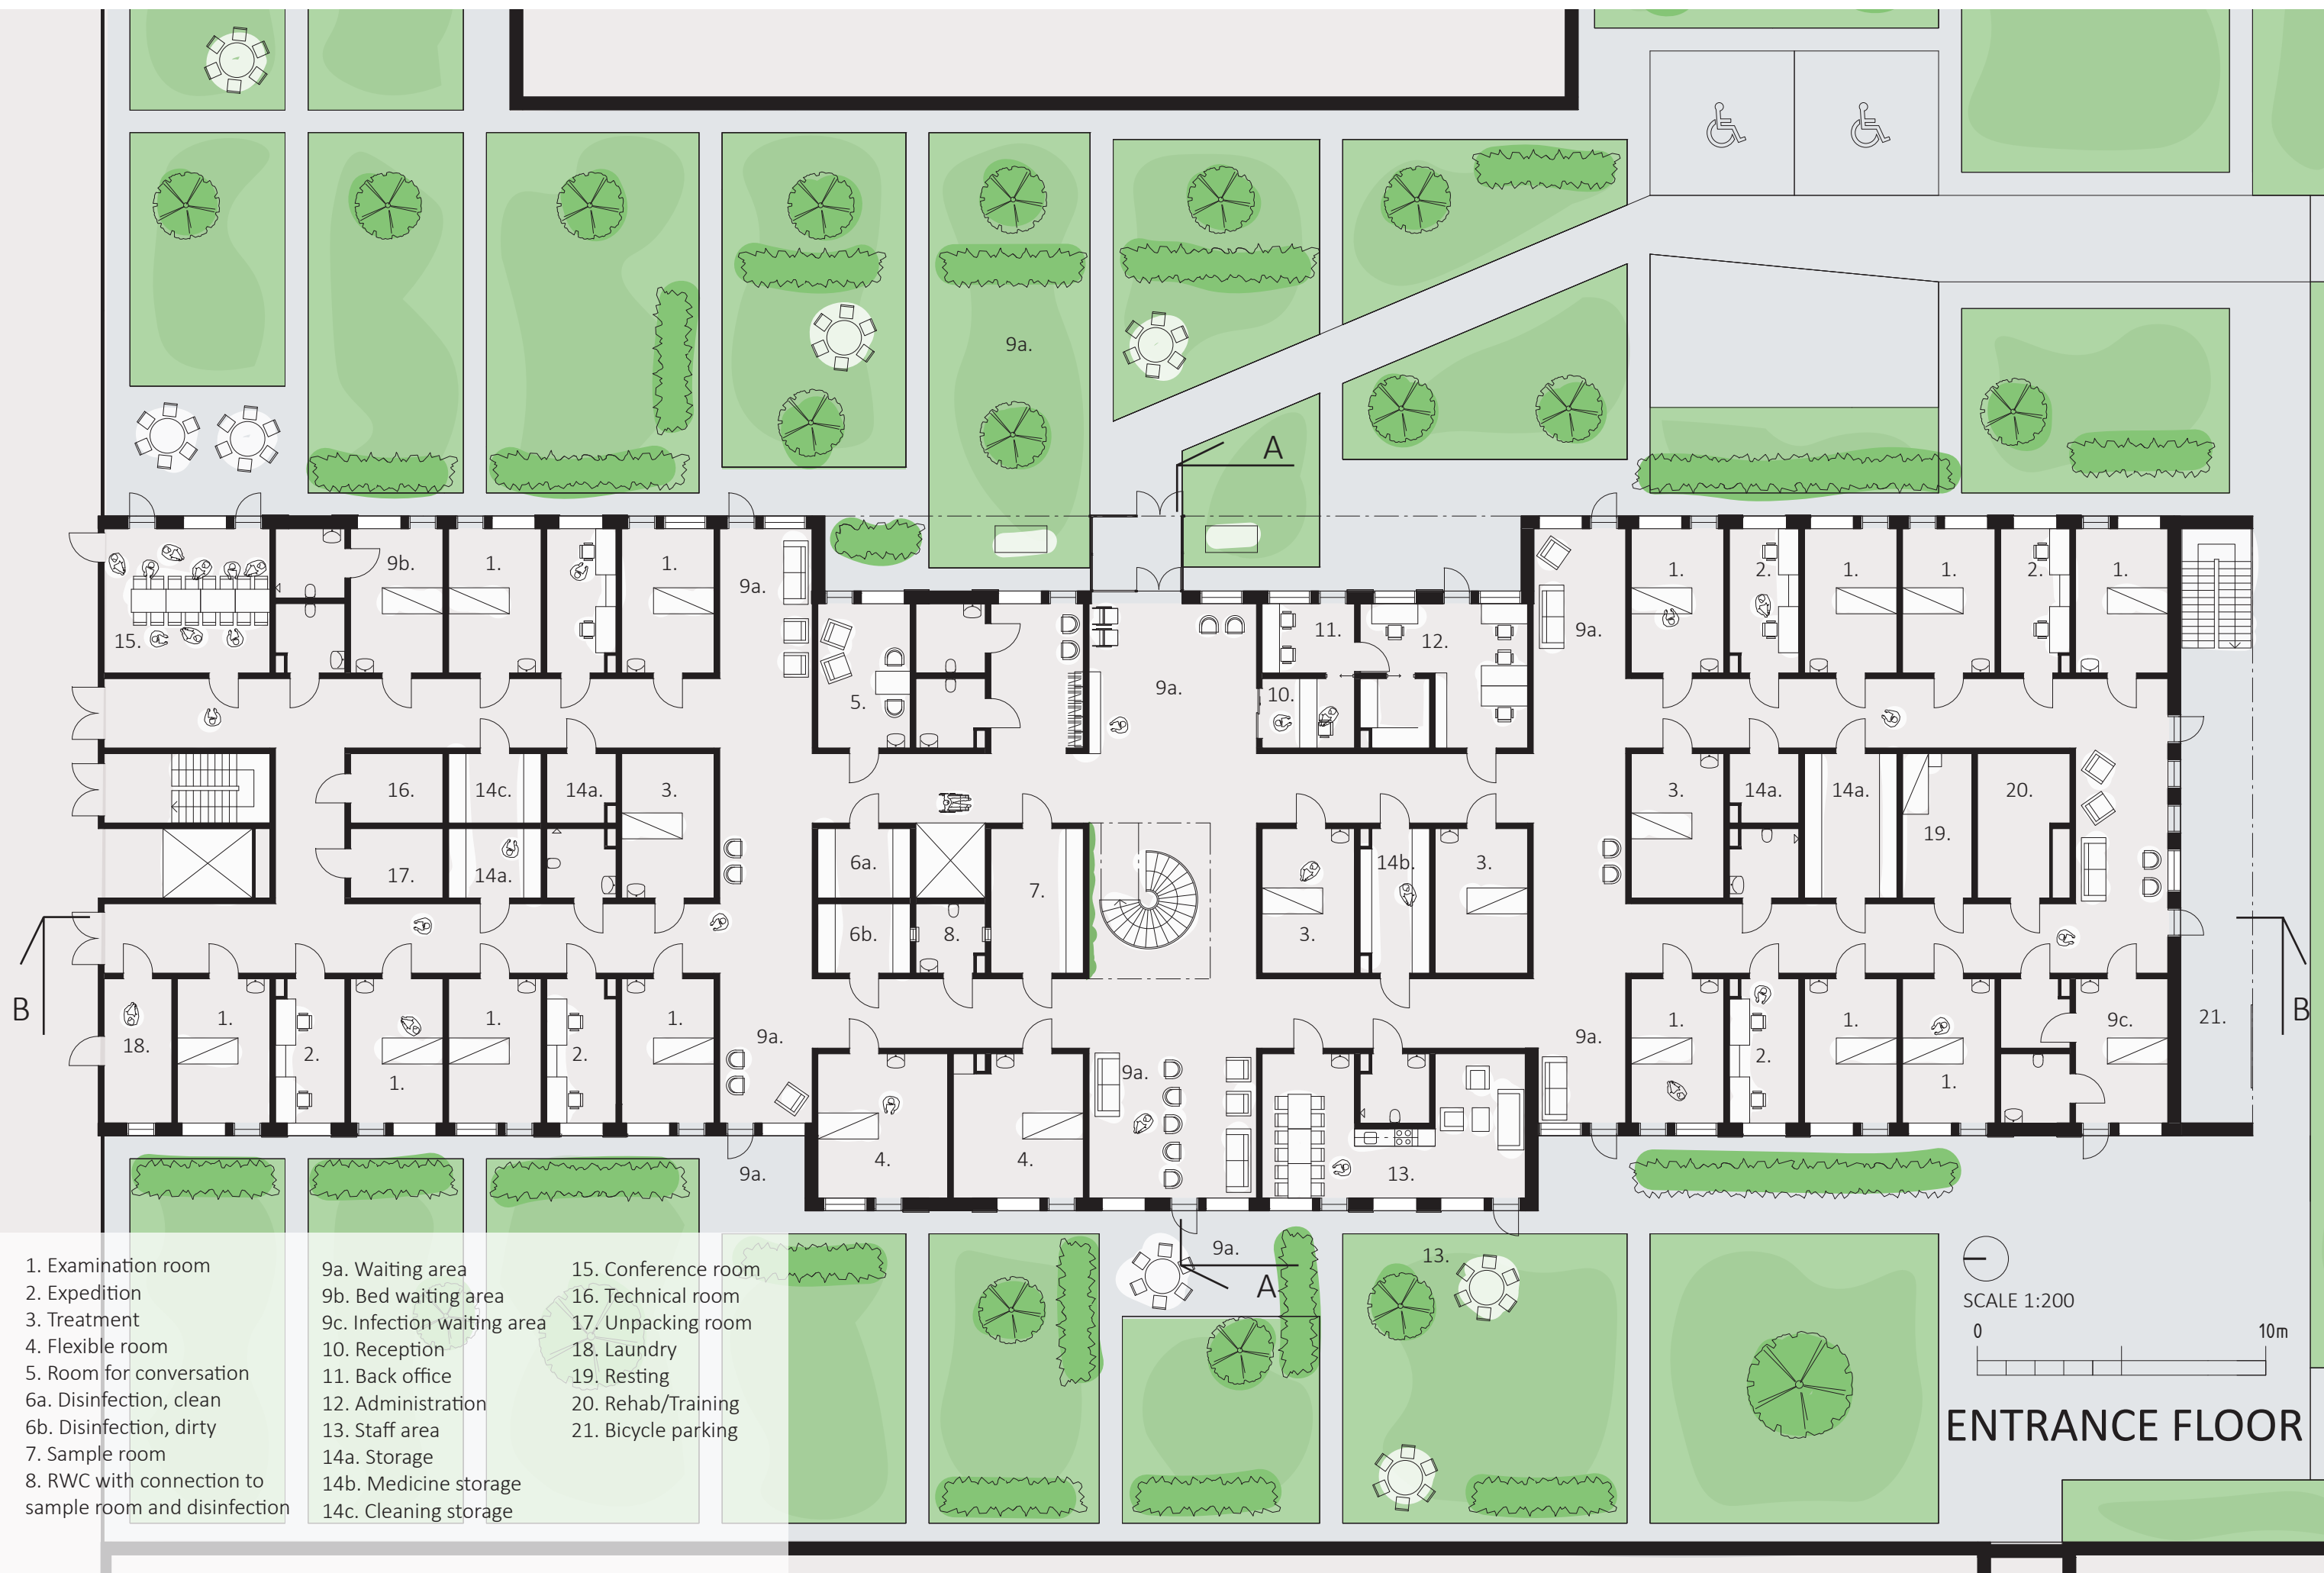 9a.
A
9b.
1.
1.
9a.
15.
5.
9a.
11.
12.
10.
9a.
1.
2.
1.
1.
2.
1.
16.
14c.
14a.
3.
17.
14a.
6a.
6b.
7.
8.
3.
14b.
3.
3.
14a.
14a.
19.
20.
B
B
18.
1.
2.
1.
1.
2.
1.
9a.
4.
4.
9a.
13.
9a.
1.
2.
1.
1.
9c.
21.
9a.
9a.
A
13.
1. Examination room
2. Expedition
3. Treatment
4. Flexible room
5. Room for conversation
6a. Disinfection, clean
6b. Disinfection, dirty
7. Sample room
8. RWC with connection to
sample room and disinfection
9a. Waiting area
9b. Bed waiting area
9c. Infection waiting area
10. Reception
11. Back office
12. Administration
13. Staff area
14a. Storage
14b. Medicine storage
14c. Cleaning storage
15. Conference room
16. Technical room
17. Unpacking room
18. Laundry
19. Resting
20. Rehab/Training
21. Bicycle parking
SCALE 1:200
0 10m
ENTRANCE FLOOR